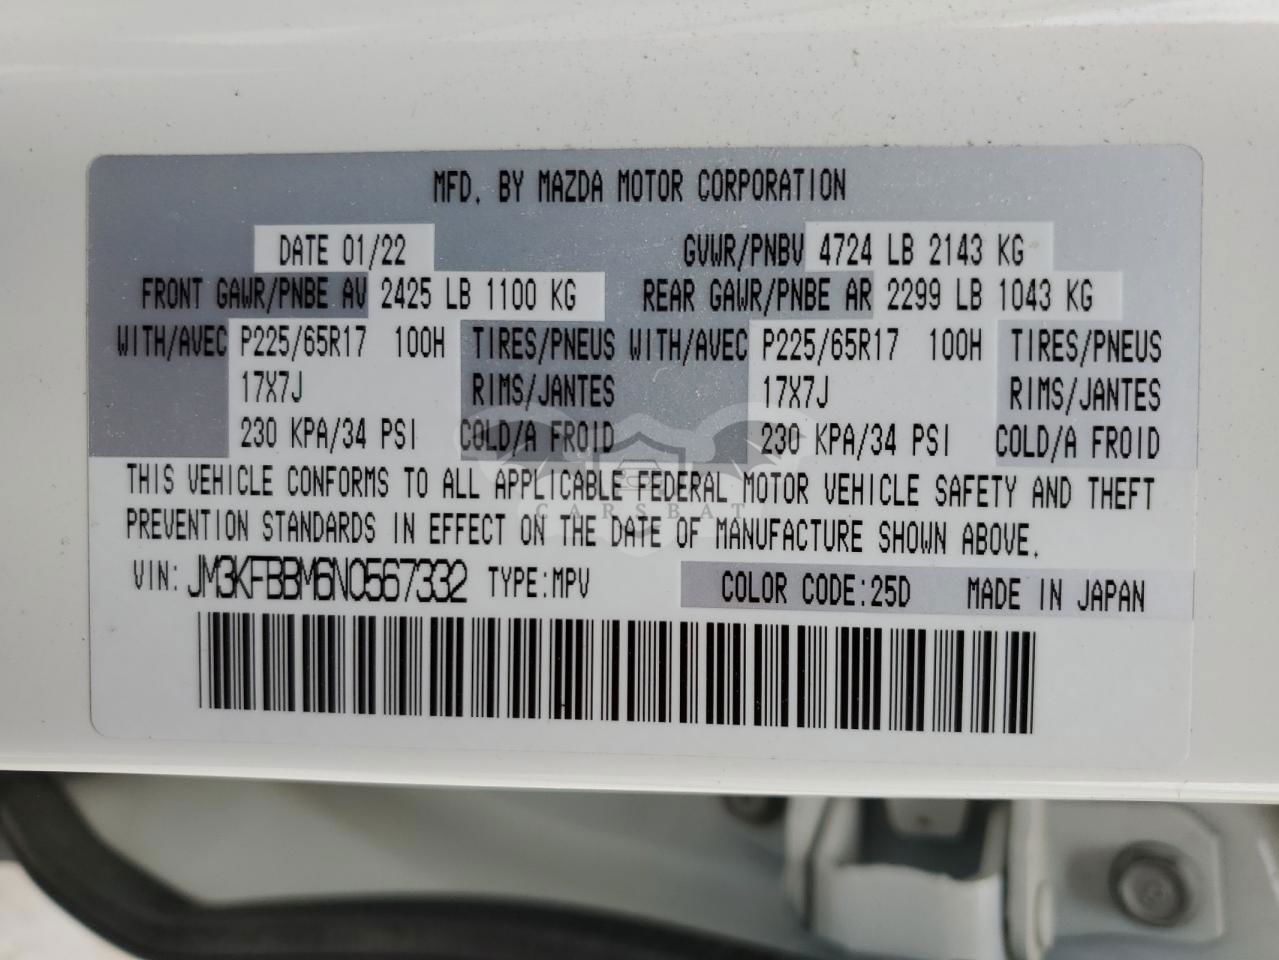 MFD. BY MAZDA MOTOR CORPORATION
DATE 01/22 GVWR/PNBV 4724 LB 2143 KG
FRONT GAWR/PNBE AV 2425 LB 1100 KG REAR GAWR/PNBE AR 2299 LB 1043 KG
WITH/AVEC P225/65R17 100H TIRES/PNEUS WITH/AVEC P225/65R17 100H TIRES/PNEUS
17X7J RIMS/JANTES 17X7J RIMS/JANTES
230 KPA/34 PSI COLD/A FROID 230 KPA/34 PSI COLD/A FROID
THIS VEHICLE CONFORMS TO ALL APPLICABLE FEDERAL MOTOR VEHICLE SAFETY AND THEFT
CARSBAT
PREVENTION STANDARDS IN EFFECT ON THE DATE OF MANUFACTURE SHOWN ABOVE.
VIN: JM3KFBBM6N0567332 TYPE:MPV COLOR CODE:25D MADE IN JAPAN